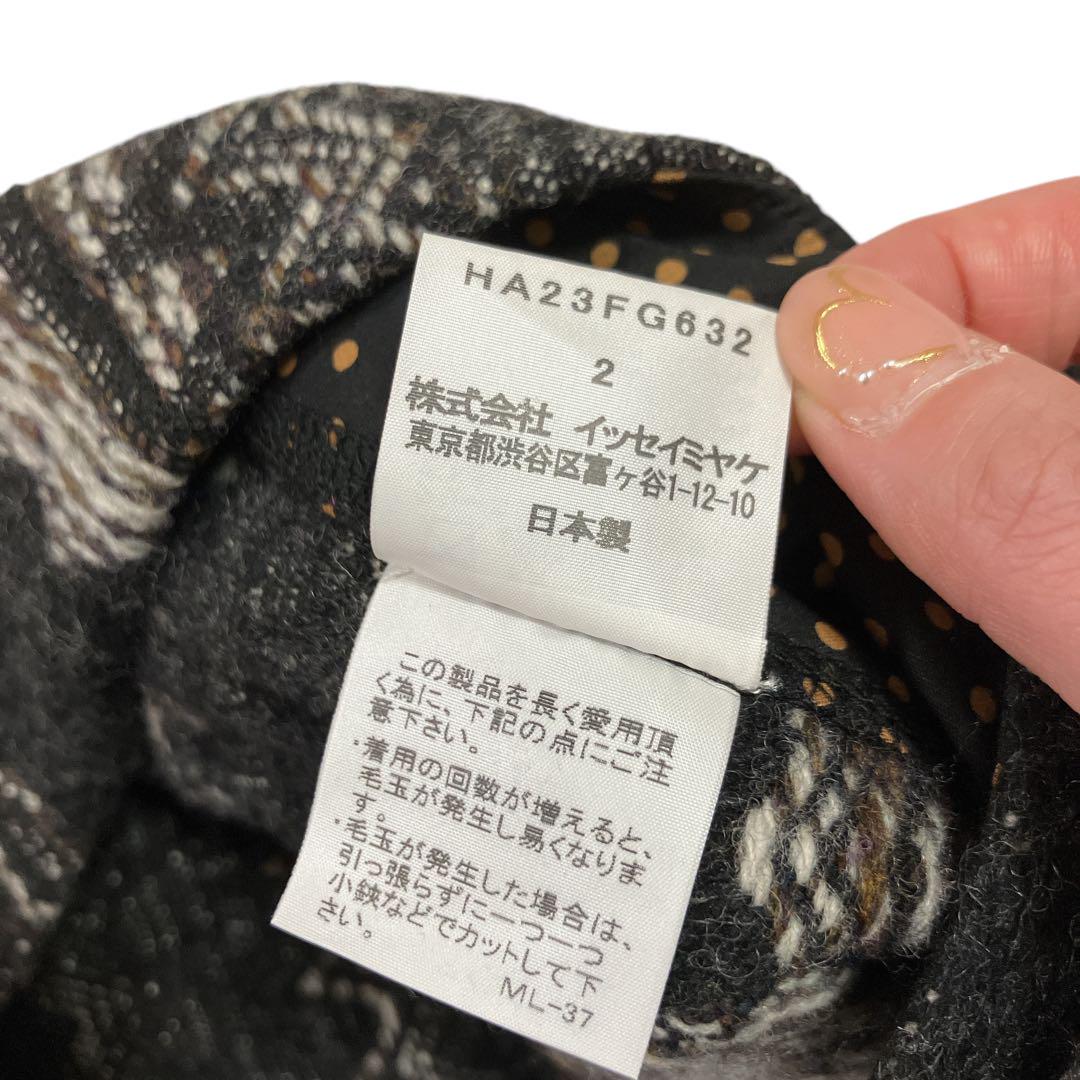 HA23FG632
2
株式会社 イッセイミヤケ
東京都渋谷区富ヶ谷1-12-10
日本製
この製品を長く愛用頂
く為に、下記の点にご注
意下さい。
・着用の回数が増えると、
毛玉が発生し易くなりま
す。
・毛玉が発生した場合は、
引っ張らずに一つ一つ
小鋏などでカットして下
さい。
ML-37